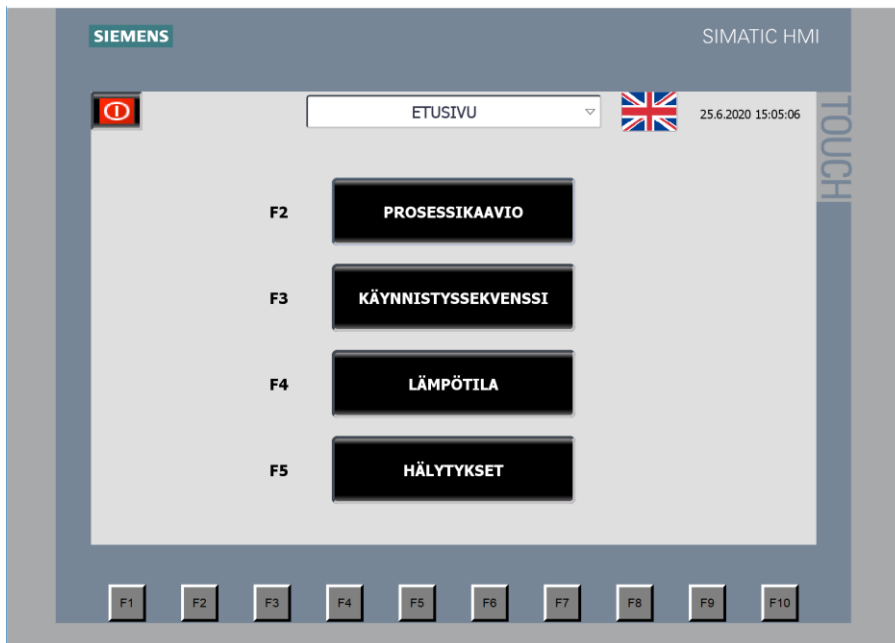 SIEMENS
SIMATIC HMI
ETUSIVU
25.6.2020 15:05:06
TOUCH
F2 PROSESSIKAAVIO
F3 KÄYNNISTYSSEKVENSSI
F4 LÄMPÖTILA
F5 HÄLYTYKSET
F1 F2 F3 F4 F5 F6 F7 F8 F9 F10